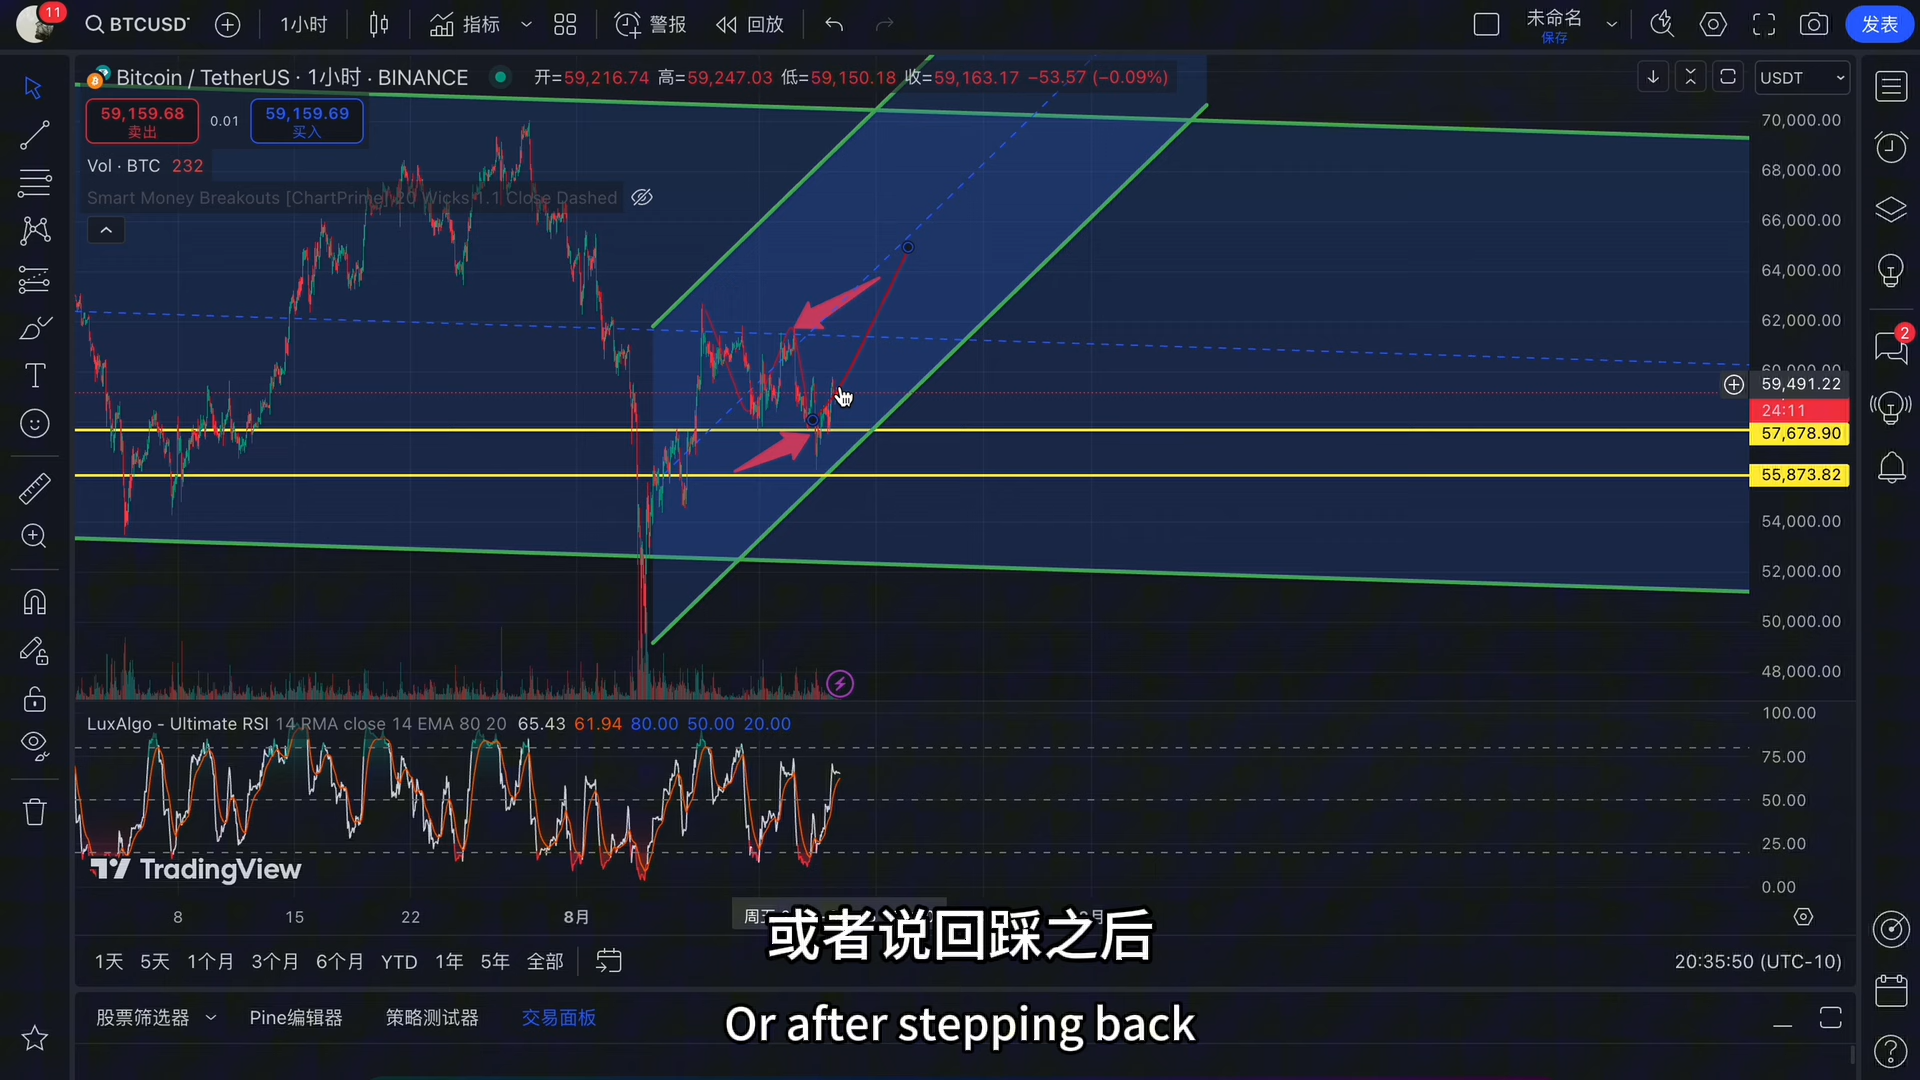 11
BTCUSDT
1小时
指标
警报
回放
未命名
保存
发表
Bitcoin / TetherUS · 1小时 · BINANCE
开=59,216.74 高=59,247.03 低=59,150.18 收=59,163.17 −53.57 (−0.09%)
USDT
59,159.68
卖出
0.01
59,159.69
买入
Vol · BTC 232
Smart Money Breakouts [ChartPrime] 20 Wicks 1.1 Close Dashed
70,000.00
68,000.00
66,000.00
64,000.00
62,000.00
60,000.00
59,491.22
24:11
57,678.90
55,873.82
54,000.00
52,000.00
50,000.00
48,000.00
2
LuxAlgo - Ultimate RSI 14 RMA close 14 EMA 80 20 65.43 61.94 80.00 50.00 20.00
100.00
75.00
50.00
25.00
0.00
TradingView
8
15
22
8月
或者说回踩之后
1天 5天 1个月 3个月 6个月 YTD 1年 5年 全部
20:35:50 (UTC-10)
股票筛选器
Pine编辑器
策略测试器
交易面板
Or after stepping back